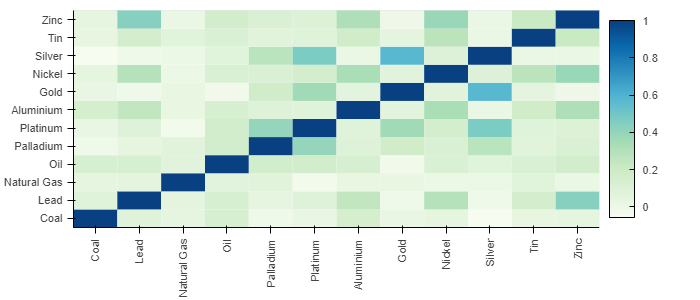 Zinc
Tin
Silver
Nickel
Gold
Aluminium
Platinum
Palladium
Oil
Natural Gas
Lead
Coal
Coal
Lead
Natural Gas
Oil
Palladium
Platinum
Aluminium
Gold
Nickel
Silver
Tin
Zinc
1
0.8
0.6
0.4
0.2
0